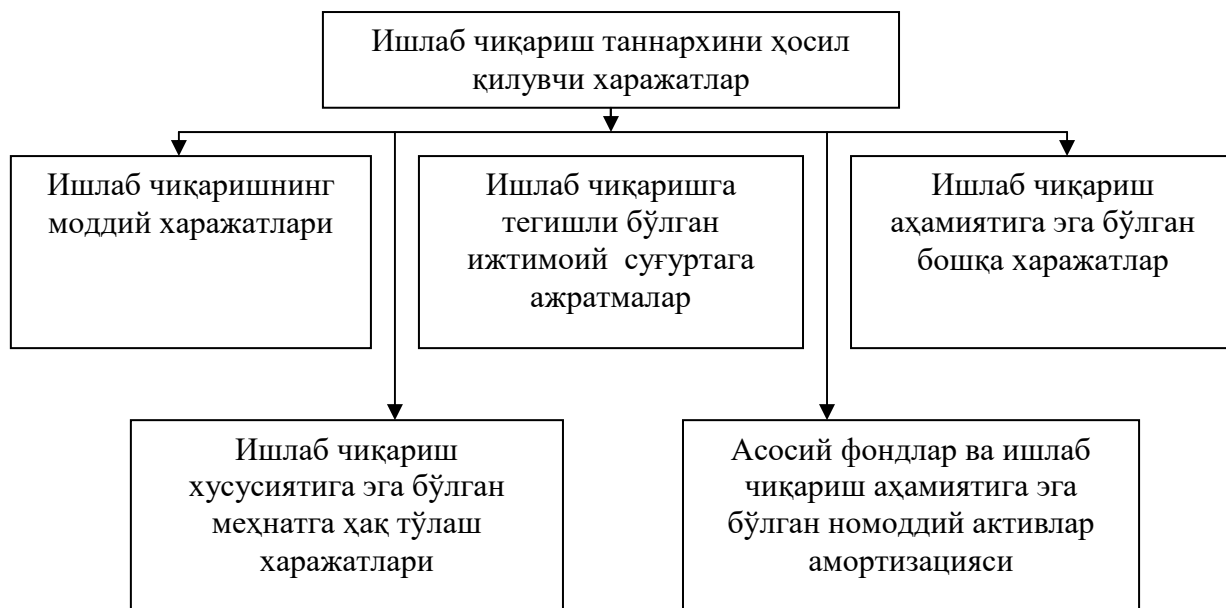 Ишлаб чиқариш таннархини ҳосил
қилувчи харажатлар
Ишлаб чиқаришнинг
моддий харажатлари
Ишлаб чиқаришга
тегишли бўлган
ижтимоий суғуртага
ажратмалар
Ишлаб чиқариш
аҳамиятига эга бўлган
бошқа харажатлар
Ишлаб чиқариш
хусусиятига эга бўлган
меҳнатга ҳақ тўлаш
харажатлари
Асосий фондлар ва ишлаб
чиқариш аҳамиятига эга
бўлган номоддий активлар
амортизацияси